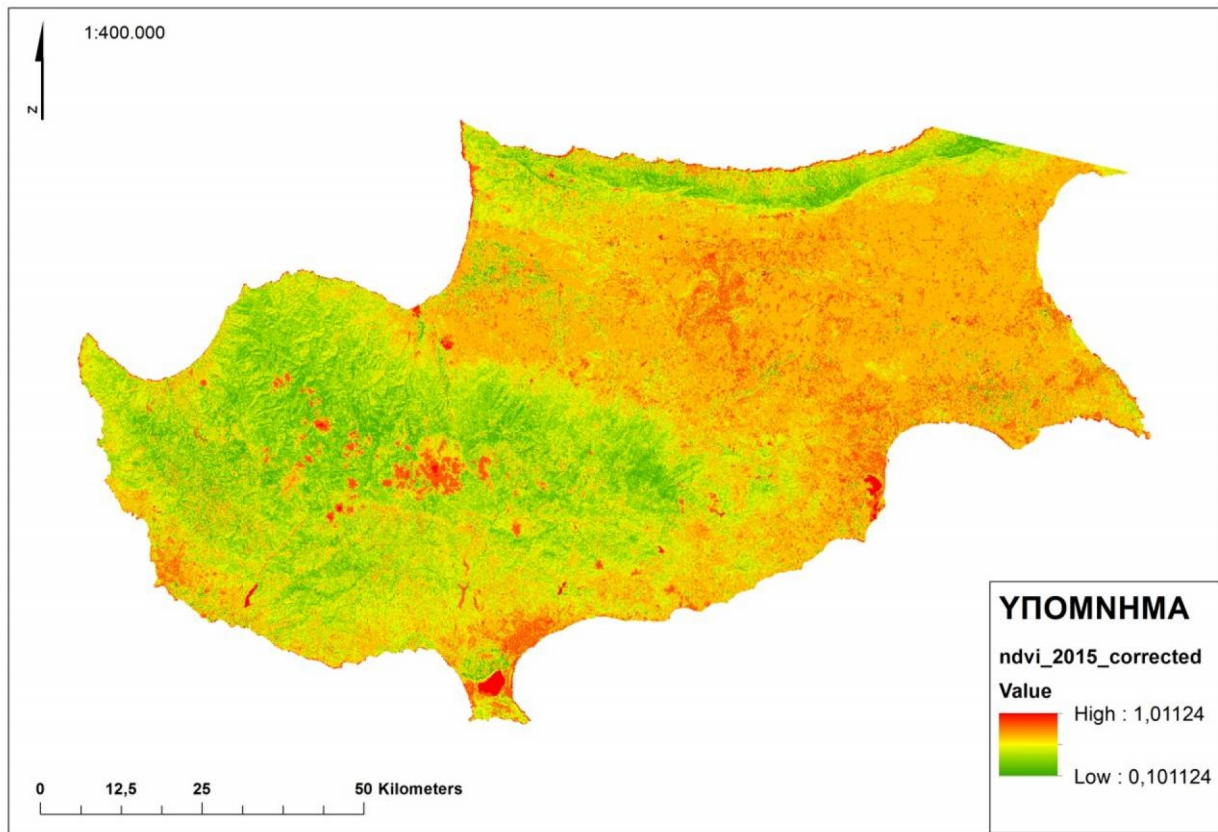 1:400.000
N
ΥΠΟΜΝΗΜΑ
ndvi_2015_corrected
Value
High : 1,01124
Low : 0,101124
0 12,5 25 50 Kilometers